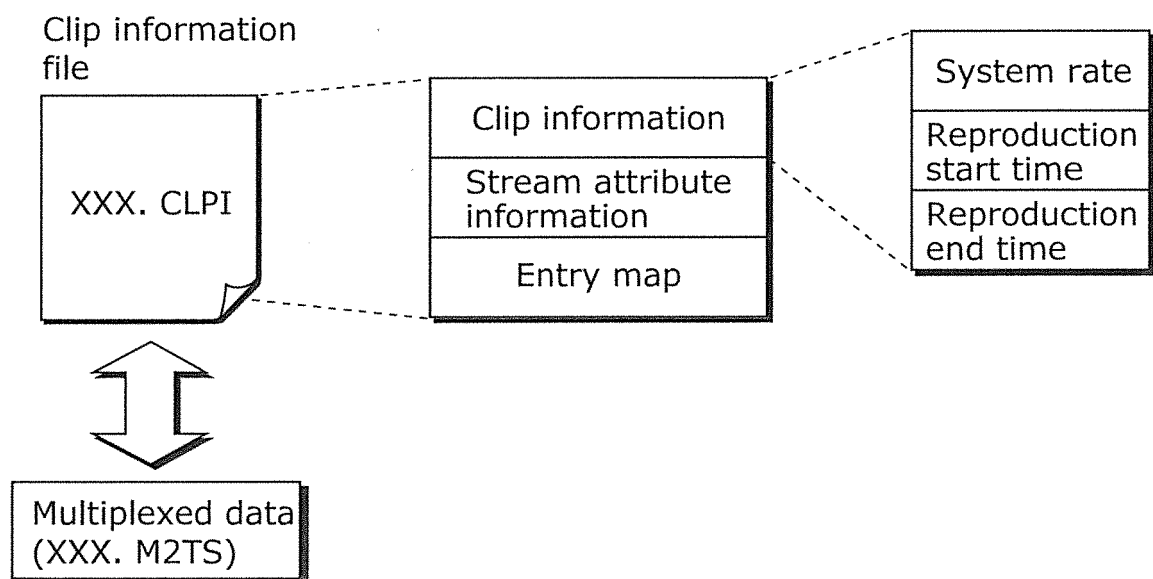 Clip information
file
XXX. CLPI
Clip information
Stream attribute
information
Entry map
System rate
Reproduction
start time
Reproduction
end time
Multiplexed data
(XXX. M2TS)